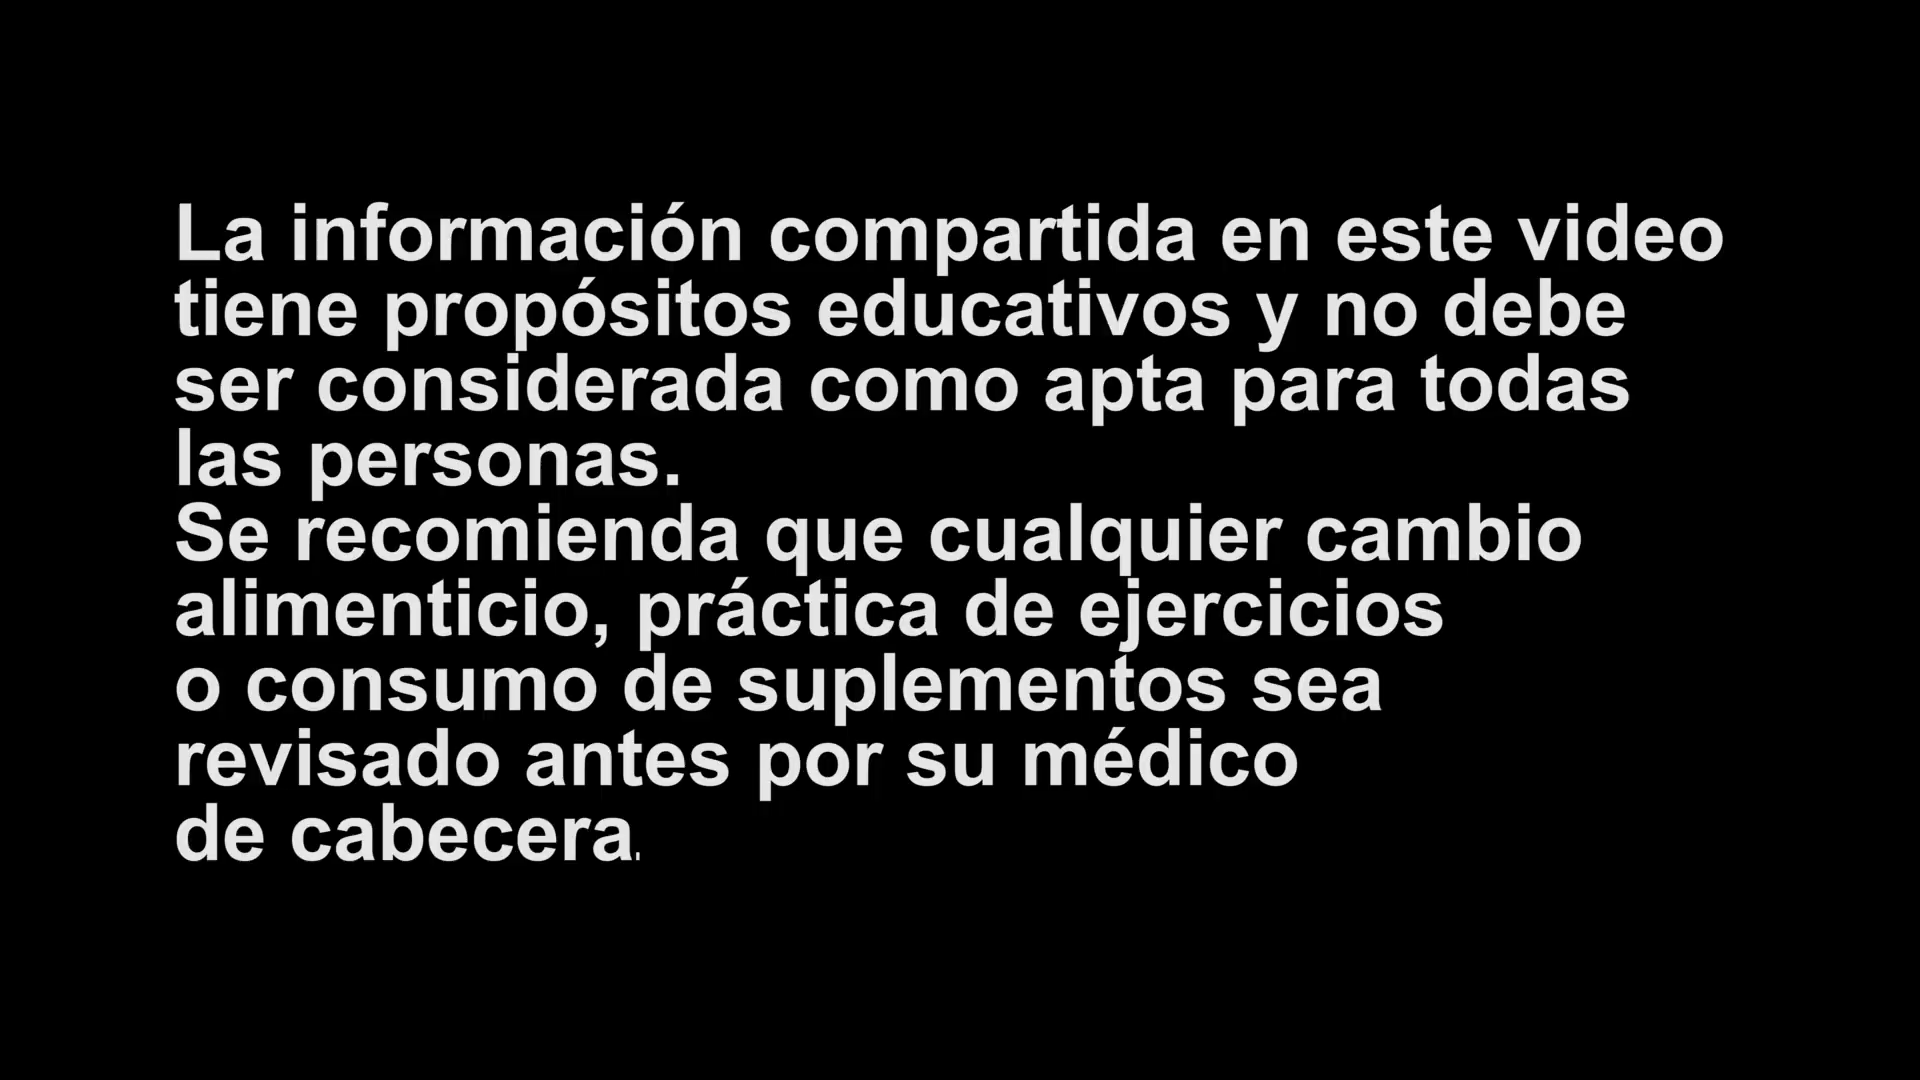 La información compartida en este video
tiene propósitos educativos y no debe
ser considerada como apta para todas
las personas.
Se recomienda que cualquier cambio
alimenticio, práctica de ejercicios
o consumo de suplementos sea
revisado antes por su médico
de cabecera.